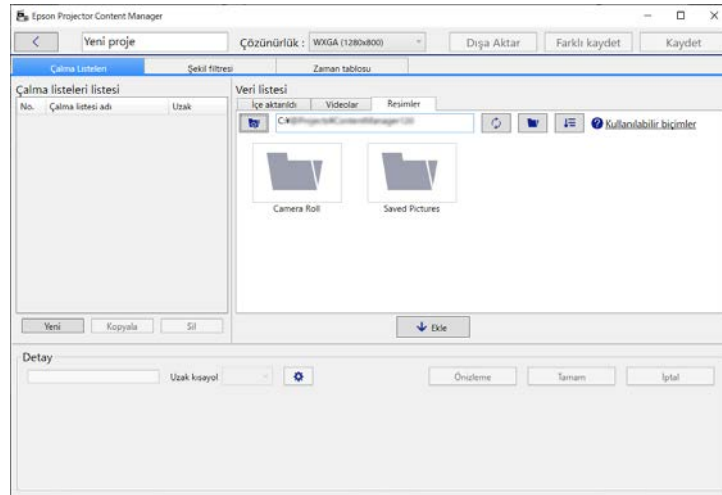 Epson Projector Content Manager
Yeni proje
Çözünürlük : WXGA (1280x800)
Dışa Aktar
Farklı kaydet
Kaydet
Çalma Listeleri
Şekil filtresi
Zaman tablosu
Çalma listeleri listesi
No. Çalma listesi adı Uzak
Yeni
Kopyala
Sil
Veri listesi
İçe aktarıldı
Videolar
Resimler
C:¥
Kullanılabilir biçimler
Camera Roll
Saved Pictures
Ekle
Detay
Uzak kısayol
Önizleme
Tamam
İptal